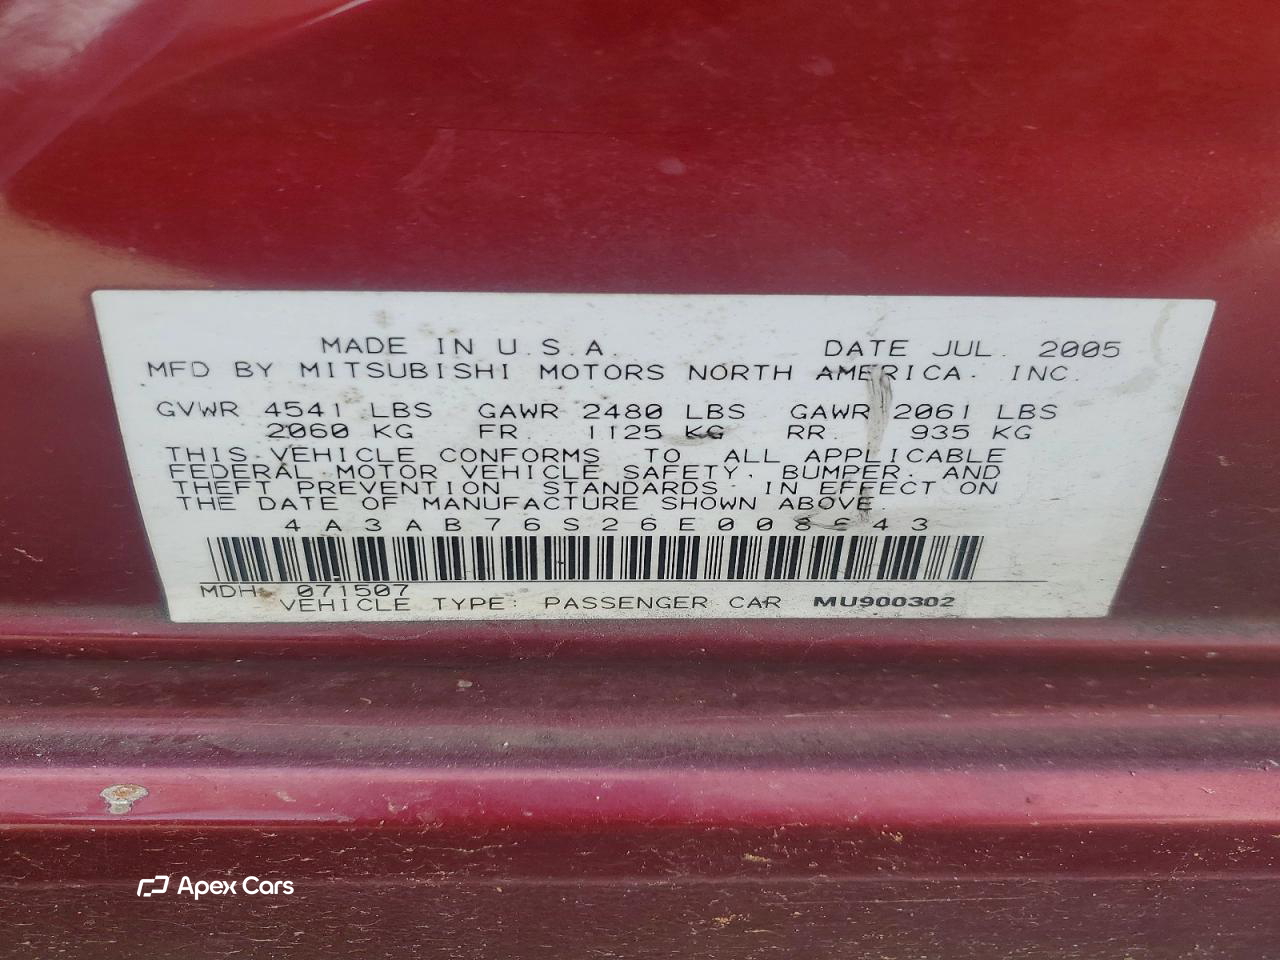 MADE IN U.S.A. DATE JUL. 2005
MFD BY MITSUBISHI MOTORS NORTH AMERICA. INC.
GVWR 4541 LBS GAWR 2480 LBS GAWR 2061 LBS
2060 KG FR. 1125 KG RR. 935 KG
THIS VEHICLE CONFORMS TO ALL APPLICABLE
FEDERAL MOTOR VEHICLE SAFETY, BUMPER, AND
THEFT PREVENTION STANDARDS IN EFFECT ON
THE DATE OF MANUFACTURE SHOWN ABOVE.
4A3AB76S26E008643
MDH: 071507
VEHICLE TYPE: PASSENGER CAR MU900302
Apex Cars